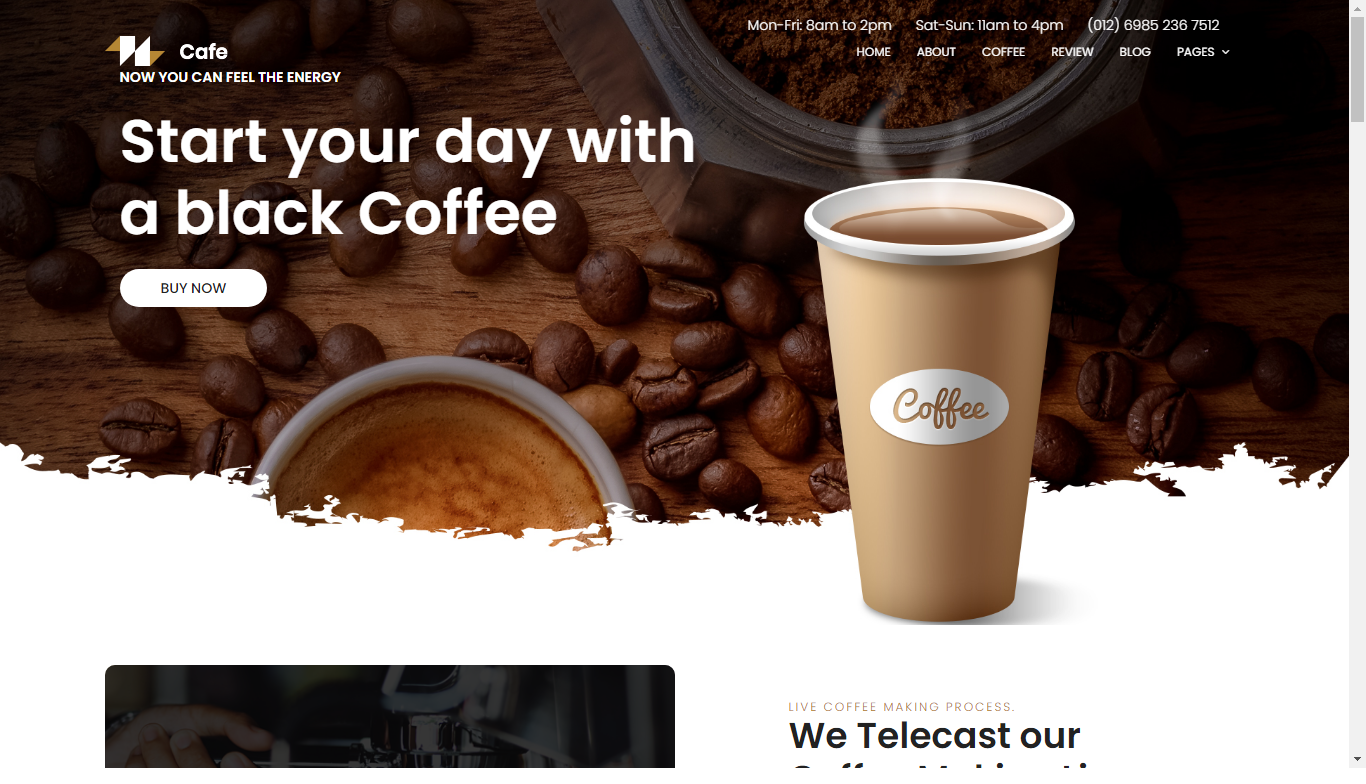 Mon-Fri: 8am to 2pm Sat-Sun: 11am to 4pm (012) 6985 236 7512
Cafe
HOME ABOUT COFFEE REVIEW BLOG PAGES
NOW YOU CAN FEEL THE ENERGY
Start your day with
a black Coffee
BUY NOW
Coffee
LIVE COFFEE MAKING PROCESS.
We Telecast our